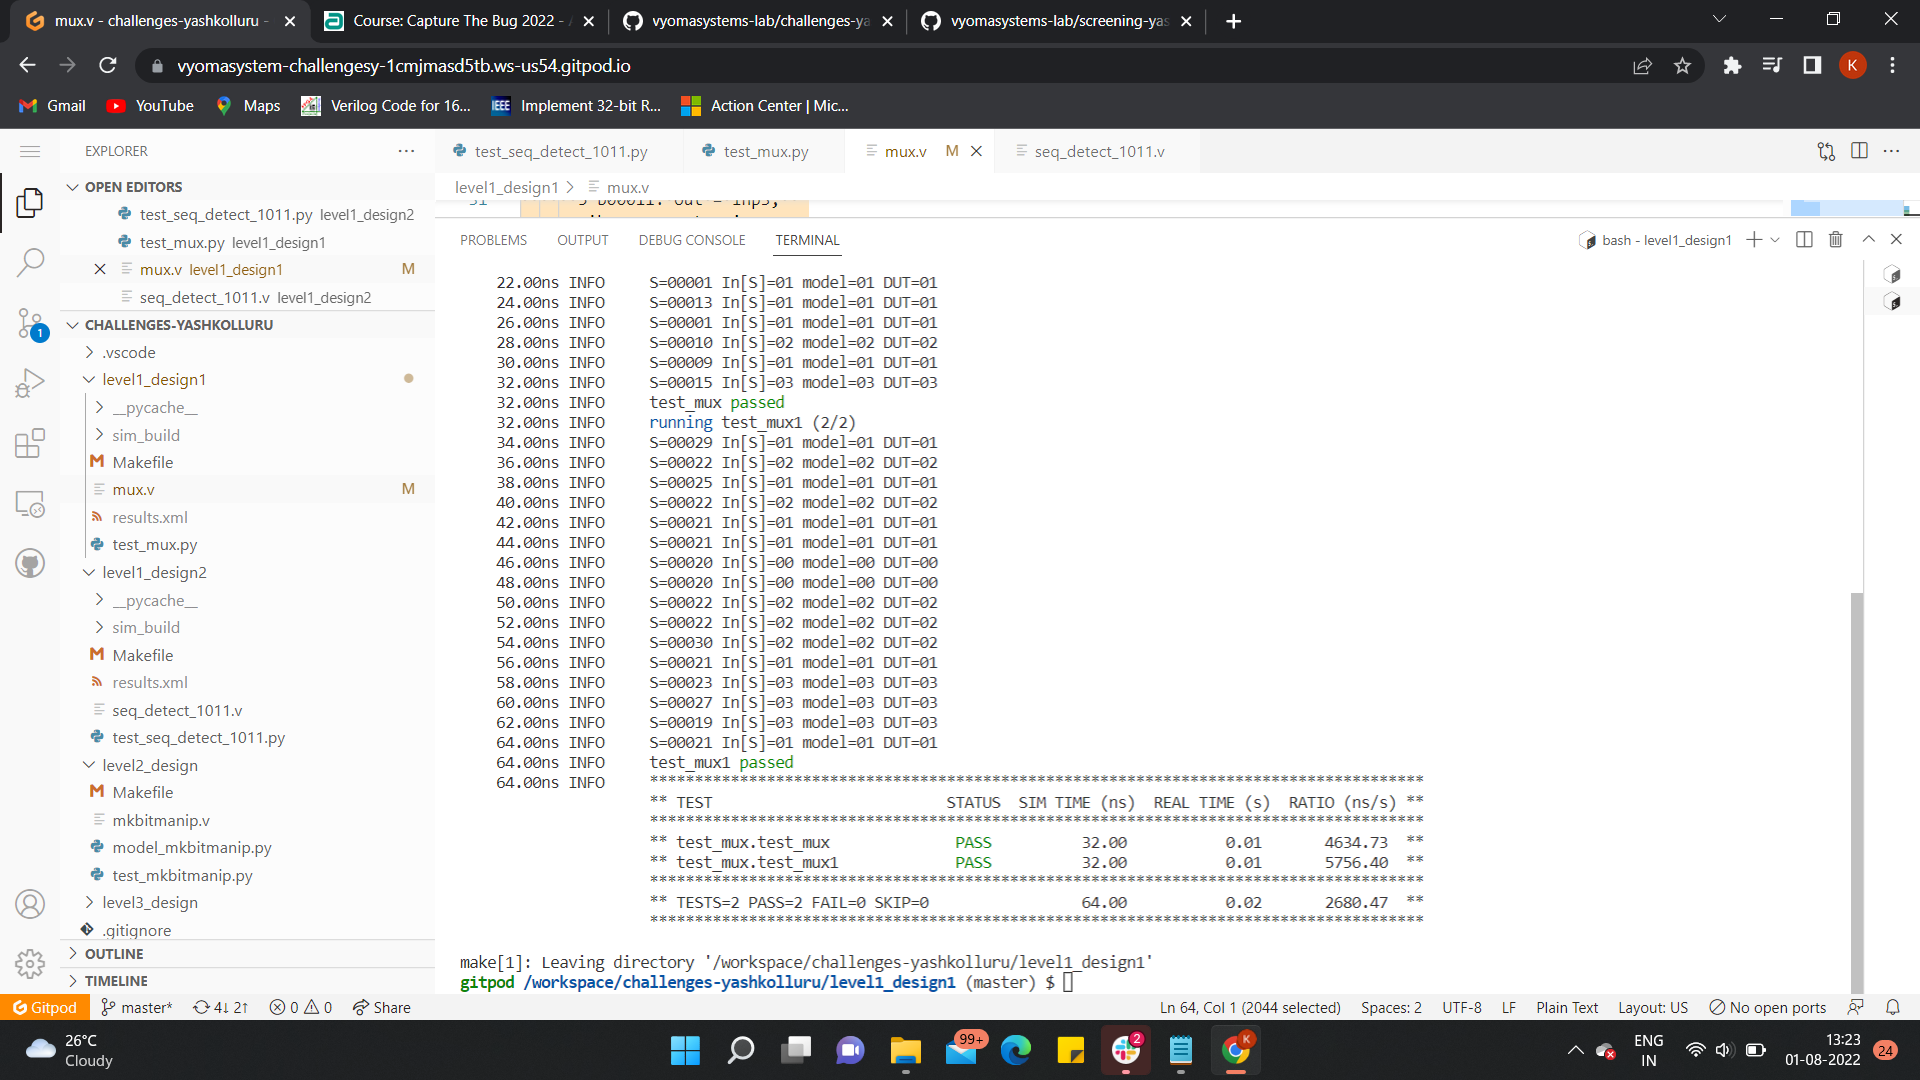 mux.v - challenges-yashkolluru -
Course: Capture The Bug 2022 -
vyomasystems-lab/challenges-ya
vyomasystems-lab/screening-yas
vyomasystem-challengesy-1cmjmasd5tb.ws-us54.gitpod.io
K
Gmail
YouTube
Maps
Verilog Code for 16...
IEEE Implement 32-bit R...
Action Center | Mic...
EXPLORER
OPEN EDITORS
test_seq_detect_1011.py level1_design2
test_mux.py level1_design1
mux.v level1_design1 M
seq_detect_1011.v level1_design2
CHALLENGES-YASHKOLLURU
1
.vscode
level1_design1
__pycache__
sim_build
Makefile
mux.v M
results.xml
test_mux.py
level1_design2
__pycache__
sim_build
Makefile
results.xml
seq_detect_1011.v
test_seq_detect_1011.py
level2_design
Makefile
mkbitmanip.v
model_mkbitmanip.py
test_mkbitmanip.py
level3_design
.gitignore
OUTLINE
TIMELINE
test_seq_detect_1011.py
test_mux.py
mux.v M
seq_detect_1011.v
level1_design1 > mux.v
PROBLEMS OUTPUT DEBUG CONSOLE TERMINAL
bash - level1_design1
22.00ns INFO S=00001 In[S]=01 model=01 DUT=01
24.00ns INFO S=00013 In[S]=01 model=01 DUT=01
26.00ns INFO S=00001 In[S]=01 model=01 DUT=01
28.00ns INFO S=00010 In[S]=02 model=02 DUT=02
30.00ns INFO S=00009 In[S]=01 model=01 DUT=01
32.00ns INFO S=00015 In[S]=03 model=03 DUT=03
32.00ns INFO test_mux passed
32.00ns INFO running test_mux1 (2/2)
34.00ns INFO S=00029 In[S]=01 model=01 DUT=01
36.00ns INFO S=00022 In[S]=02 model=02 DUT=02
38.00ns INFO S=00025 In[S]=01 model=01 DUT=01
40.00ns INFO S=00022 In[S]=02 model=02 DUT=02
42.00ns INFO S=00021 In[S]=01 model=01 DUT=01
44.00ns INFO S=00021 In[S]=01 model=01 DUT=01
46.00ns INFO S=00020 In[S]=00 model=00 DUT=00
48.00ns INFO S=00020 In[S]=00 model=00 DUT=00
50.00ns INFO S=00022 In[S]=02 model=02 DUT=02
52.00ns INFO S=00022 In[S]=02 model=02 DUT=02
54.00ns INFO S=00030 In[S]=02 model=02 DUT=02
56.00ns INFO S=00021 In[S]=01 model=01 DUT=01
58.00ns INFO S=00023 In[S]=03 model=03 DUT=03
60.00ns INFO S=00027 In[S]=03 model=03 DUT=03
62.00ns INFO S=00019 In[S]=03 model=03 DUT=03
64.00ns INFO S=00021 In[S]=01 model=01 DUT=01
64.00ns INFO test_mux1 passed
64.00ns INFO **************************************************************************************
** TEST STATUS SIM TIME (ns) REAL TIME (s) RATIO (ns/s) **
**************************************************************************************
** test_mux.test_mux PASS 32.00 0.01 4634.73 **
** test_mux.test_mux1 PASS 32.00 0.01 5756.40 **
**************************************************************************************
** TESTS=2 PASS=2 FAIL=0 SKIP=0 64.00 0.02 2680.47 **
**************************************************************************************
make[1]: Leaving directory '/workspace/challenges-yashkolluru/level1_design1'
gitpod /workspace/challenges-yashkolluru/level1_design1 (master) $
Gitpod master* 4↓ 2↑ 0 0 Share
Ln 64, Col 1 (2044 selected) Spaces: 2 UTF-8 LF Plain Text Layout: US No open ports
26°C
Cloudy
99+
2
K
ENG
IN
13:23
01-08-2022
24